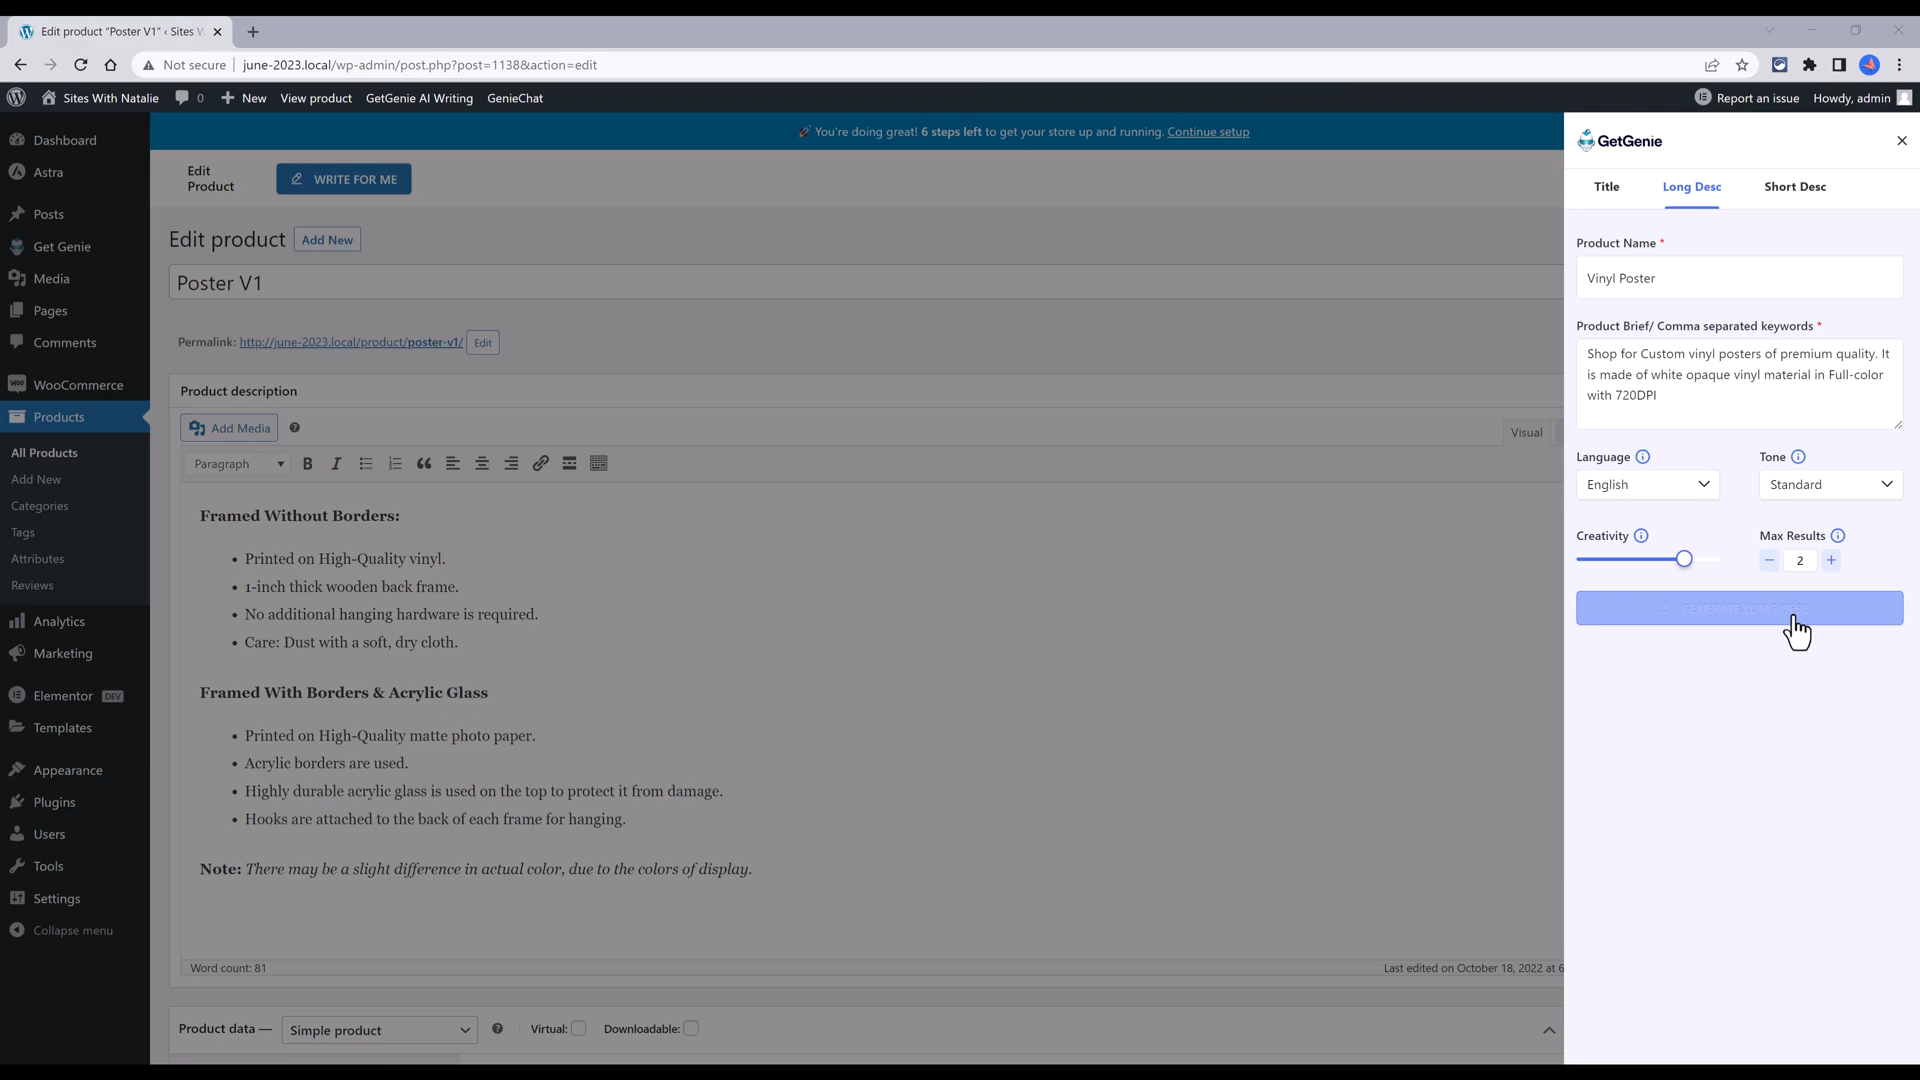 Edit product “Poster V1” ‹ Sites W
Not secure
june-2023.local/wp-admin/post.php?post=1138&action=edit
Sites With Natalie
0
New
View product
GetGenie AI Writing
GenieChat
Report an issue
Howdy, admin
Dashboard
Astra
Posts
Get Genie
Media
Pages
Comments
WooCommerce
Products
All Products
Add New
Categories
Tags
Attributes
Reviews
Analytics
Marketing
Elementor DEV
Templates
Appearance
Plugins
Users
Tools
Settings
Collapse menu
You're doing great! 6 steps left to get your store up and running. Continue setup
Edit
Product
WRITE FOR ME
Edit product
Add New
Poster V1
Permalink: http://june-2023.local/product/poster-v1/
Edit
Product description
Add Media
Visual
Paragraph
Framed Without Borders:
• Printed on High-Quality vinyl.
• 1-inch thick wooden back frame.
• No additional hanging hardware is required.
• Care: Dust with a soft, dry cloth.
Framed With Borders & Acrylic Glass
• Printed on High-Quality matte photo paper.
• Acrylic borders are used.
• Highly durable acrylic glass is used on the top to protect it from damage.
• Hooks are attached to the back of each frame for hanging.
Note: There may be a slight difference in actual color, due to the colors of display.
Word count: 81
Last edited on October 18, 2022 at 6
Product data —
Simple product
Virtual:
Downloadable:
GetGenie
Title
Long Desc
Short Desc
Product Name *
Vinyl Poster
Product Brief/ Comma separated keywords *
Shop for Custom vinyl posters of premium quality. It
is made of white opaque vinyl material in Full-color
with 720DPI
Language
Tone
English
Standard
Creativity
Max Results
2
GENERATE LONG DESC